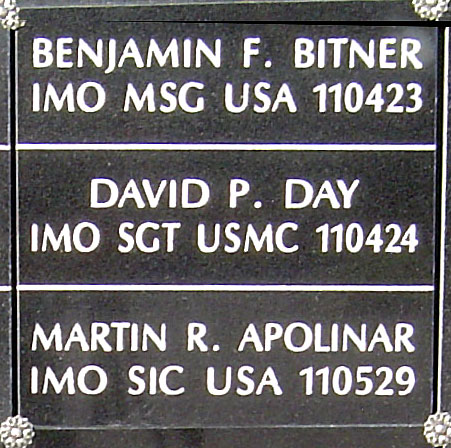 BENJAMIN F. BITNER
IMO MSG USA 110423
DAVID P. DAY
IMO SGT USMC 110424
MARTIN R. APOLINAR
IMO SIC USA 110529